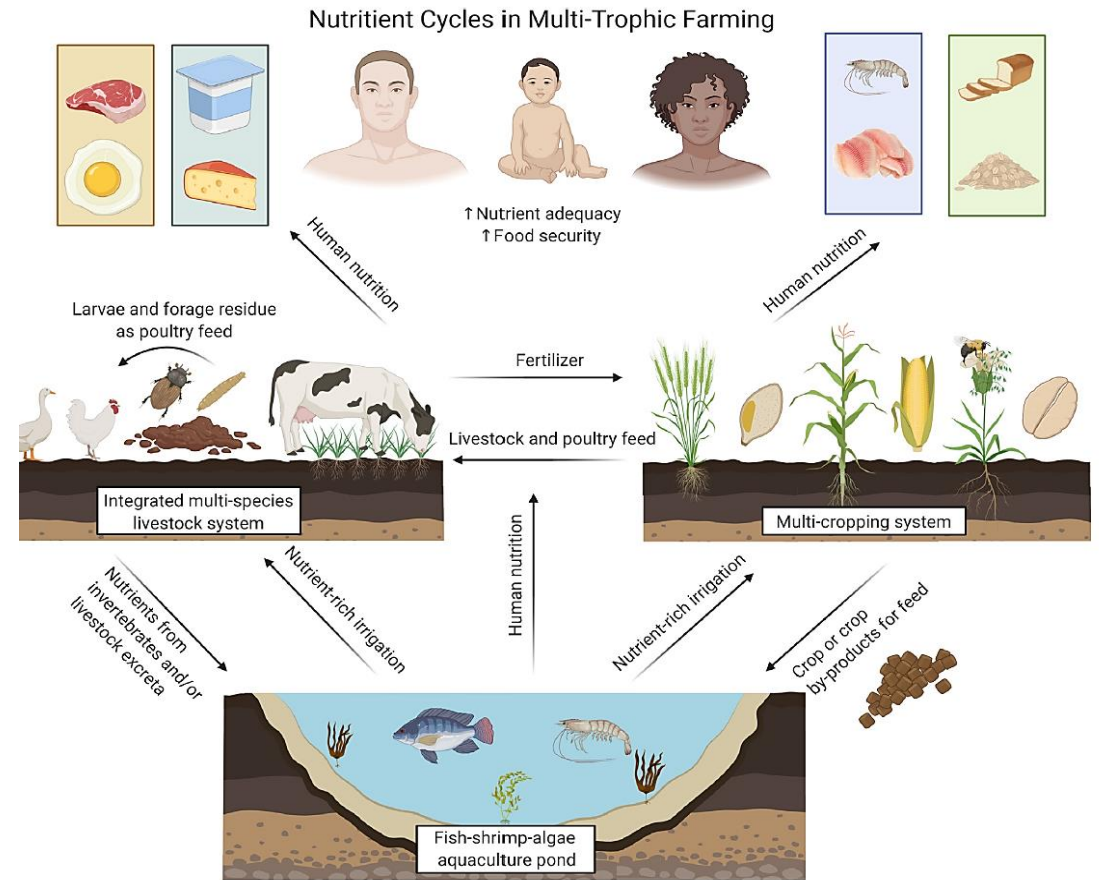 Nutritient Cycles in Multi-Trophic Farming
↑Nutrient adequacy
↑Food security
Human nutrition
Human nutrition
Larvae and forage residue
as poultry feed
Fertilizer
Livestock and poultry feed
Integrated multi-species
livestock system
Multi-cropping system
Nutrients from
invertebrates and/or
livestock excreta
Nutrient-rich irrigation
Human nutrition
Nutrient-rich irrigation
Crop or crop
by-products for feed
Fish-shrimp-algae
aquaculture pond